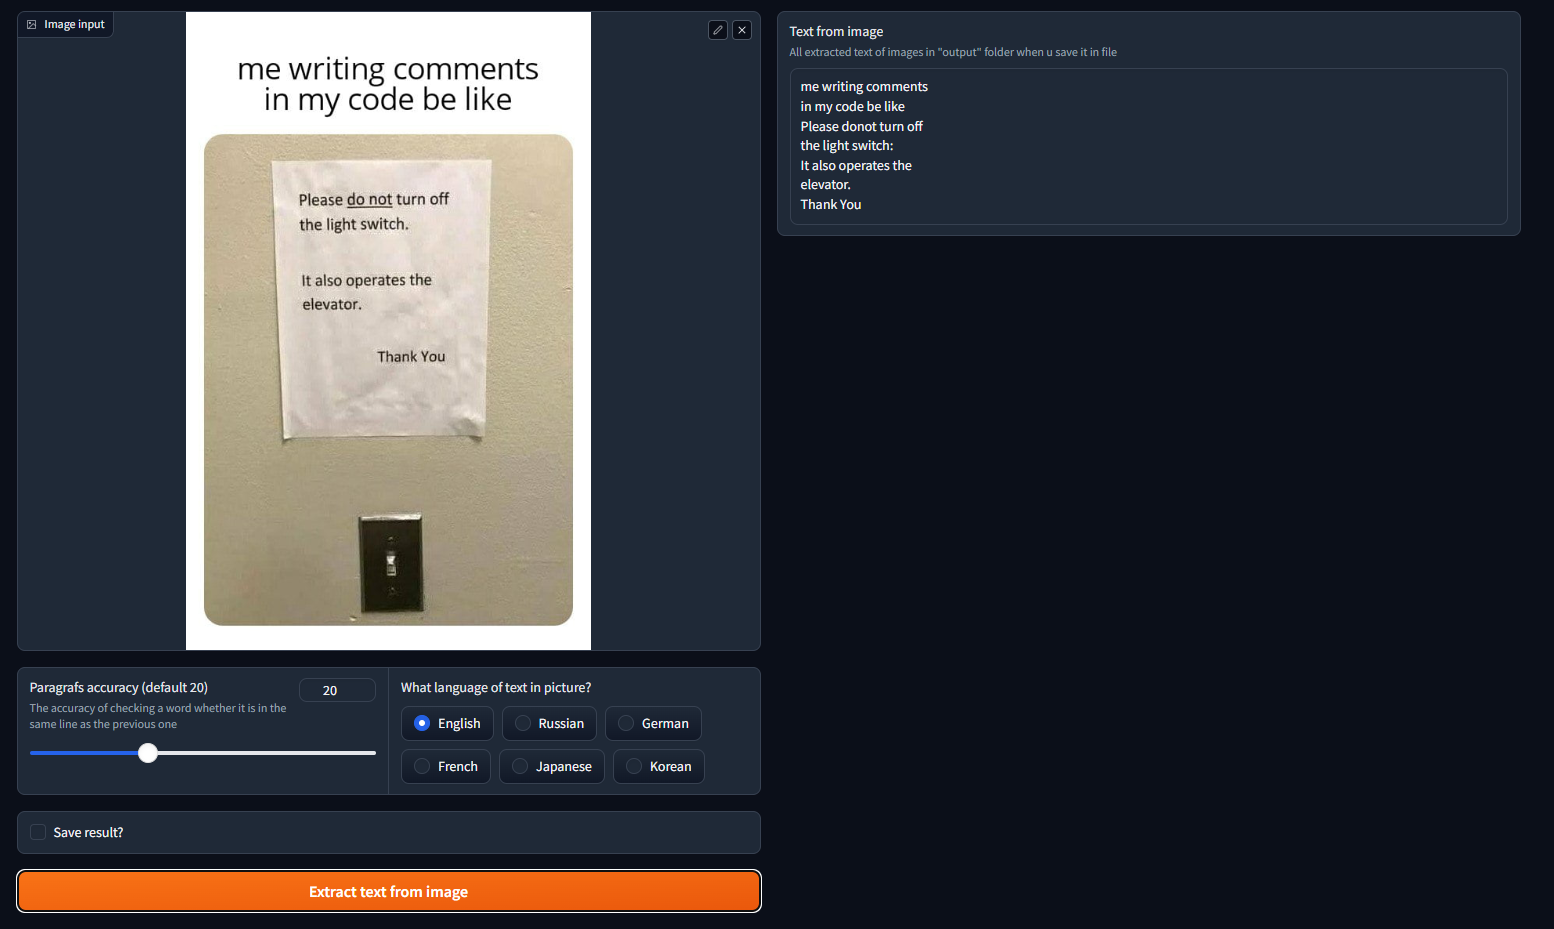 Image input
me writing comments
in my code be like
Please do not turn off
the light switch.
It also operates the
elevator.
Thank You
Paragrafs accuracy (default 20)
20
The accuracy of checking a word whether it is in the
same line as the previous one
What language of text in picture?
English
Russian
German
French
Japanese
Korean
Save result?
Extract text from image
Text from image
All extracted text of images in "output" folder when u save it in file
me writing comments
in my code be like
Please donot turn off
the light switch:
It also operates the
elevator.
Thank You